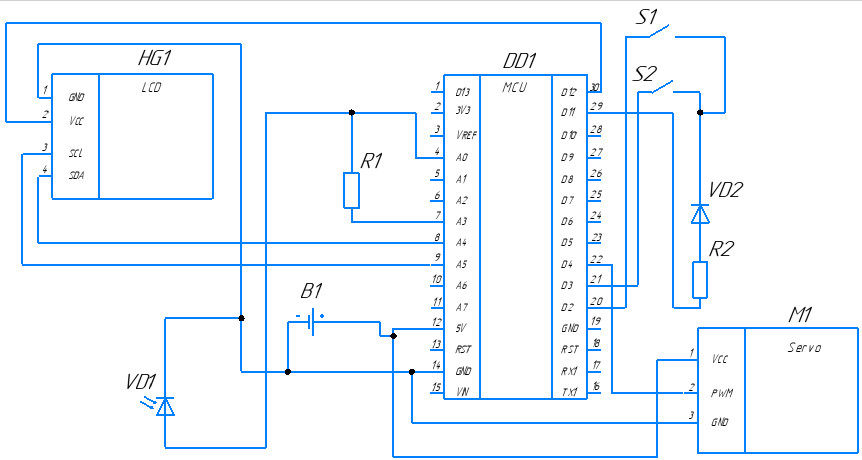 S1
HG1
DD1
LCD
MCU
S2
1 GND
2 Vcc
3 SCL
4 SDA
1 D13
2 3V3
3 VREF
4 A0
5 A1
6 A2
7 A3
8 A4
9 A5
10 A6
11 A7
12 5V
13 RST
14 GND
15 VIN
D12 30
D11 29
D10 28
D9 27
D8 26
D7 25
D6 24
D5 23
D4 22
D3 21
D2 20
GND 19
RST 18
RX1 17
TX1 16
R1
VD2
R2
B1
- +
M1
Servo
1 VCC
2 PWM
3 GND
VD1